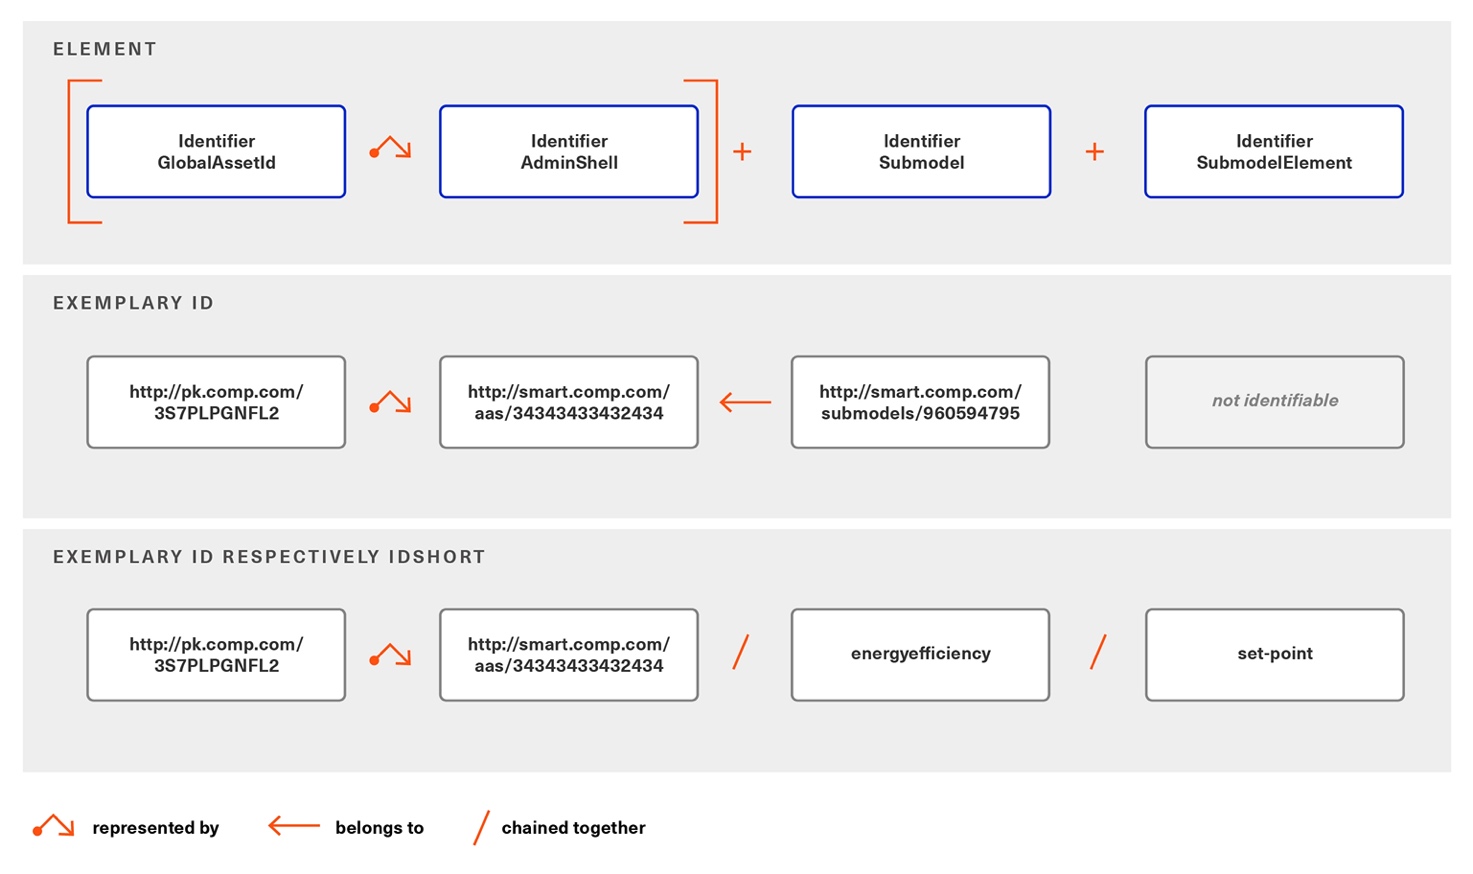 ELEMENT
Identifier
GlobalAssetId
Identifier
AdminShell
+
Identifier
Submodel
+
Identifier
SubmodelElement
EXEMPLARY ID
http://pk.comp.com/
3S7PLPGNFL2
http://smart.comp.com/
aas/34343433432434
http://smart.comp.com/
submodels/960594795
not identifiable
EXEMPLARY ID RESPECTIVELY IDSHORT
http://pk.comp.com/
3S7PLPGNFL2
http://smart.comp.com/
aas/34343433432434
/
energyefficiency
/
set-point
represented by
belongs to
/ chained together